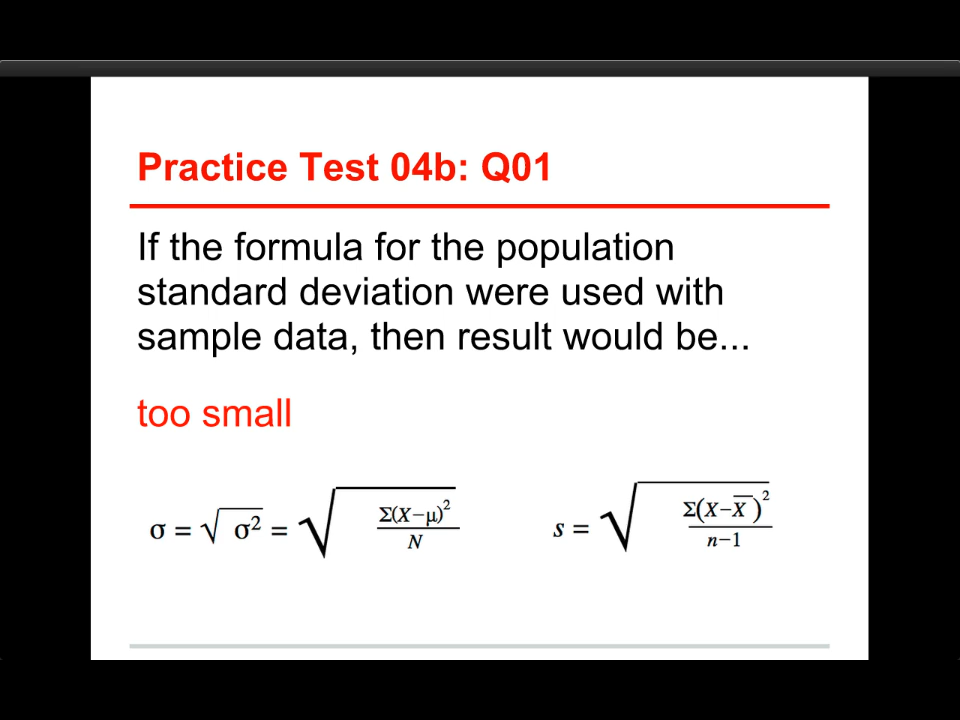 Practice Test 04b: Q01
If the formula for the population
standard deviation were used with
sample data, then result would be...
too small
σ = √σ² = √(Σ(X−μ)² / N)
s = √(Σ(X−X̅)² / n−1)